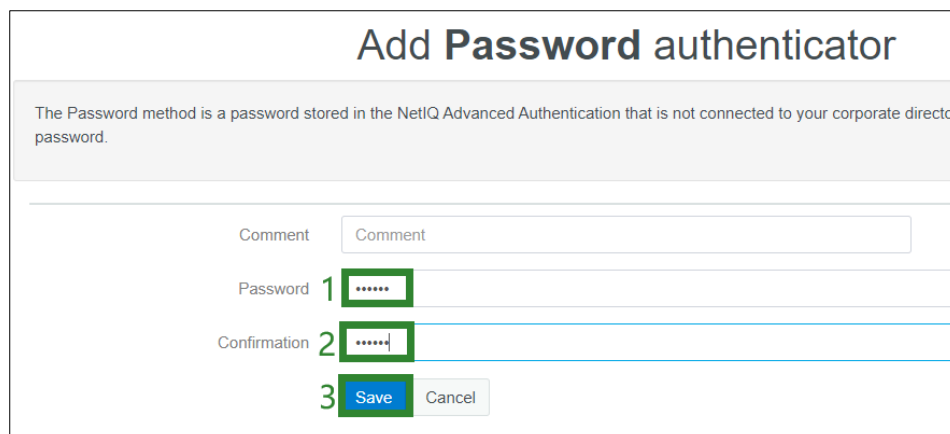 Add Password authenticator
The Password method is a password stored in the NetIQ Advanced Authentication that is not connected to your corporate directo
password.
Comment Comment
Password 1 ••••••
Confirmation 2 ••••••
3 Save Cancel